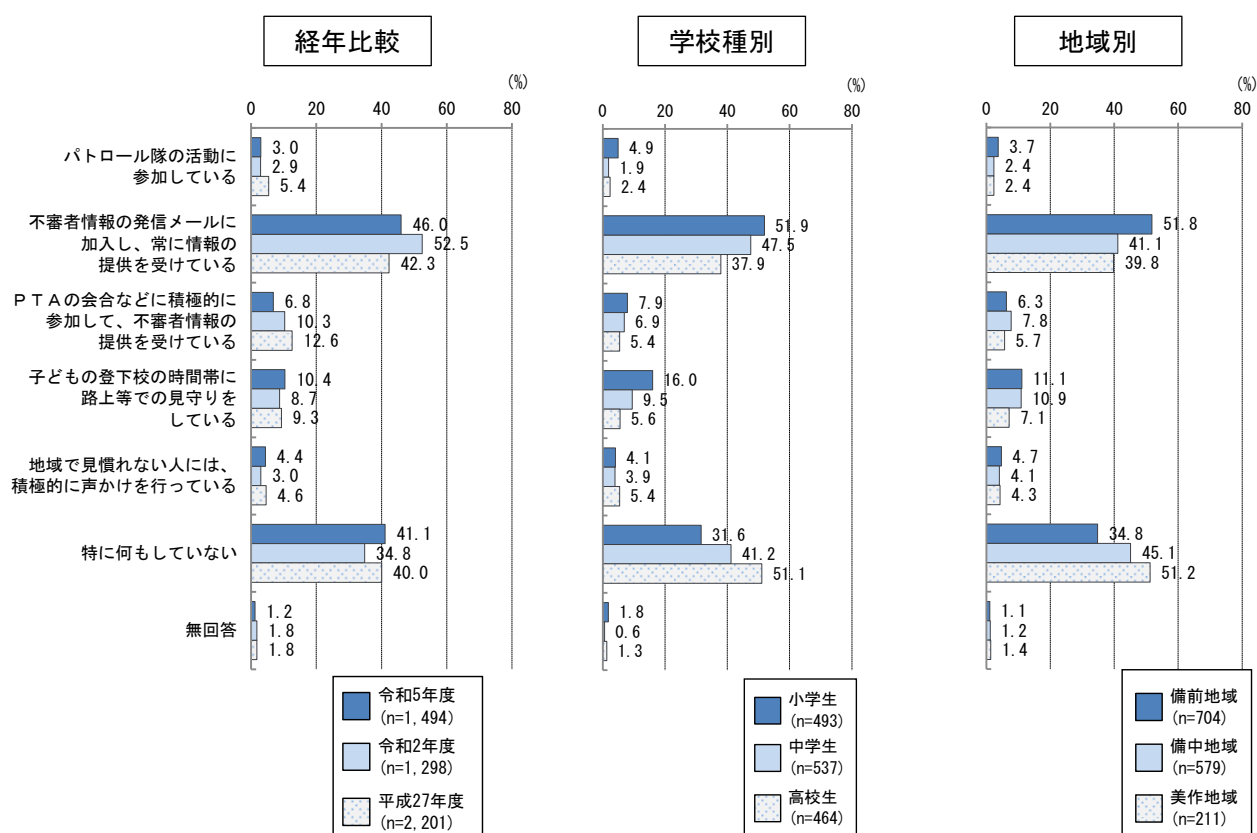 経年比較
学校種別
地域別
(%)
(%)
(%)
0 20 40 60 80
0 20 40 60 80
0 20 40 60 80
パトロール隊の活動に
参加している
3.0
2.9
5.4
4.9
1.9
2.4
3.7
2.4
2.4
不審者情報の発信メールに
加入し、常に情報の
提供を受けている
46.0
52.5
42.3
51.9
47.5
37.9
51.8
41.1
39.8
PTAの会合などに積極的に
参加して、不審者情報の
提供を受けている
6.8
10.3
12.6
7.9
6.9
5.4
6.3
7.8
5.7
子どもの登下校の時間帯に
路上等での見守りを
している
10.4
8.7
9.3
16.0
9.5
5.6
11.1
10.9
7.1
地域で見慣れない人には、
積極的に声かけを行っている
4.4
3.0
4.6
4.1
3.9
5.4
4.7
4.1
4.3
特に何もしていない
41.1
34.8
40.0
31.6
41.2
51.1
34.8
45.1
51.2
無回答
1.2
1.8
1.8
1.8
0.6
1.3
1.1
1.2
1.4
令和5年度
(n=1,494)
令和2年度
(n=1,298)
平成27年度
(n=2,201)
小学生
(n=493)
中学生
(n=537)
高校生
(n=464)
備前地域
(n=704)
備中地域
(n=579)
美作地域
(n=211)